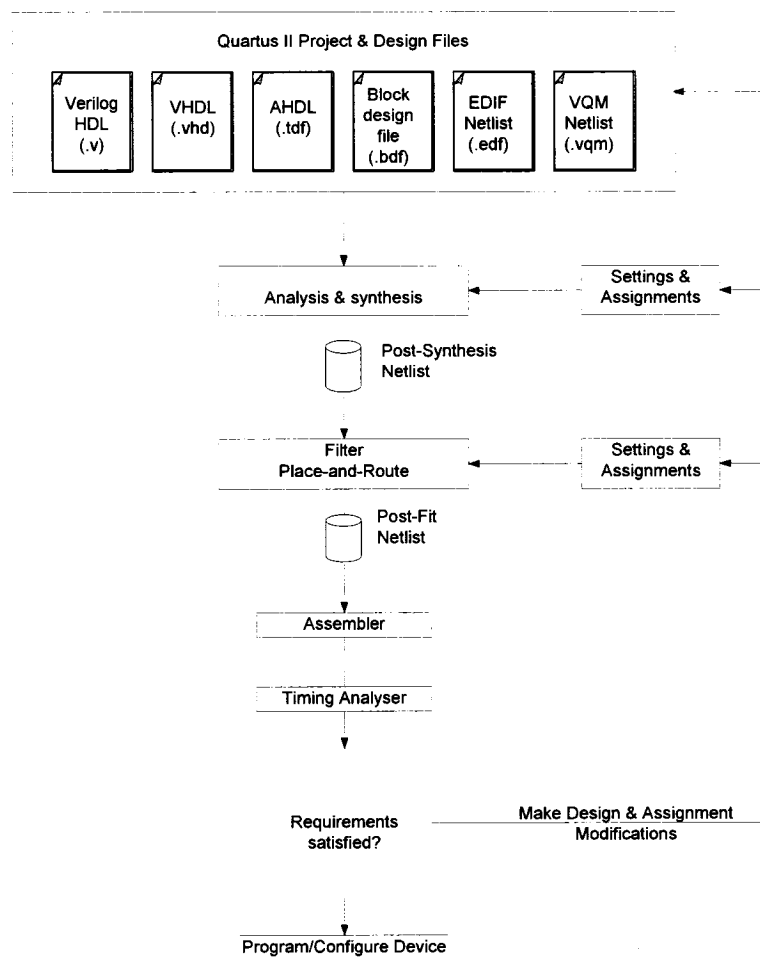 Quartus II Project & Design Files
Verilog
HDL
(.v)
VHDL
(.vhd)
AHDL
(.tdf)
Block
design
file
(.bdf)
EDIF
Netlist
(.edf)
VQM
Netlist
(.vqm)
Analysis & synthesis
Settings &
Assignments
Post-Synthesis
Netlist
Filter
Place-and-Route
Settings &
Assignments
Post-Fit
Netlist
Assembler
Timing Analyser
Requirements
satisfied?
Make Design & Assignment
Modifications
Program/Configure Device